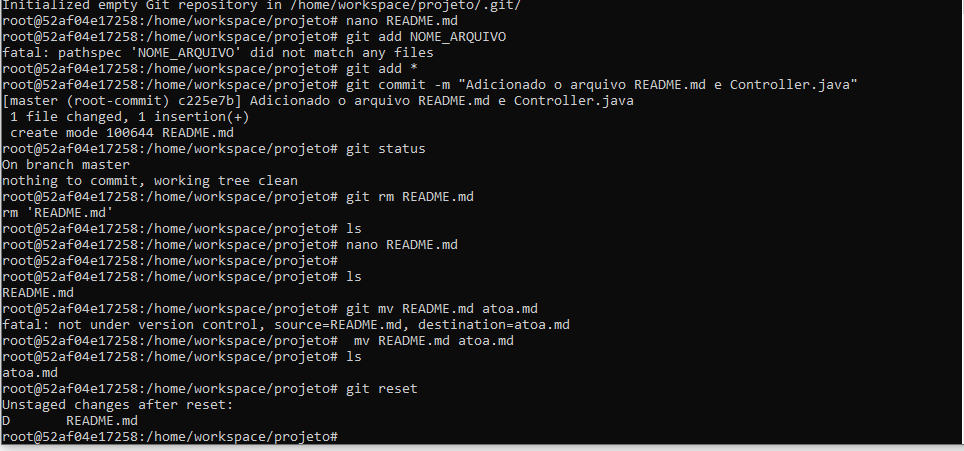 Initialized empty Git repository in /home/workspace/projeto/.git/
root@52af04e17258:/home/workspace/projeto# nano README.md
root@52af04e17258:/home/workspace/projeto# git add NOME_ARQUIVO
fatal: pathspec 'NOME_ARQUIVO' did not match any files
root@52af04e17258:/home/workspace/projeto# git add *
root@52af04e17258:/home/workspace/projeto# git commit -m "Adicionado o arquivo README.md e Controller.java"
[master (root-commit) c225e7b] Adicionado o arquivo README.md e Controller.java
 1 file changed, 1 insertion(+)
 create mode 100644 README.md
root@52af04e17258:/home/workspace/projeto# git status
On branch master
nothing to commit, working tree clean
root@52af04e17258:/home/workspace/projeto# git rm README.md
rm 'README.md'
root@52af04e17258:/home/workspace/projeto# ls
root@52af04e17258:/home/workspace/projeto# nano README.md
root@52af04e17258:/home/workspace/projeto#
root@52af04e17258:/home/workspace/projeto# ls
README.md
root@52af04e17258:/home/workspace/projeto# git mv README.md atoa.md
fatal: not under version control, source=README.md, destination=atoa.md
root@52af04e17258:/home/workspace/projeto#  mv README.md atoa.md
root@52af04e17258:/home/workspace/projeto# ls
atoa.md
root@52af04e17258:/home/workspace/projeto# git reset
Unstaged changes after reset:
D       README.md
root@52af04e17258:/home/workspace/projeto#